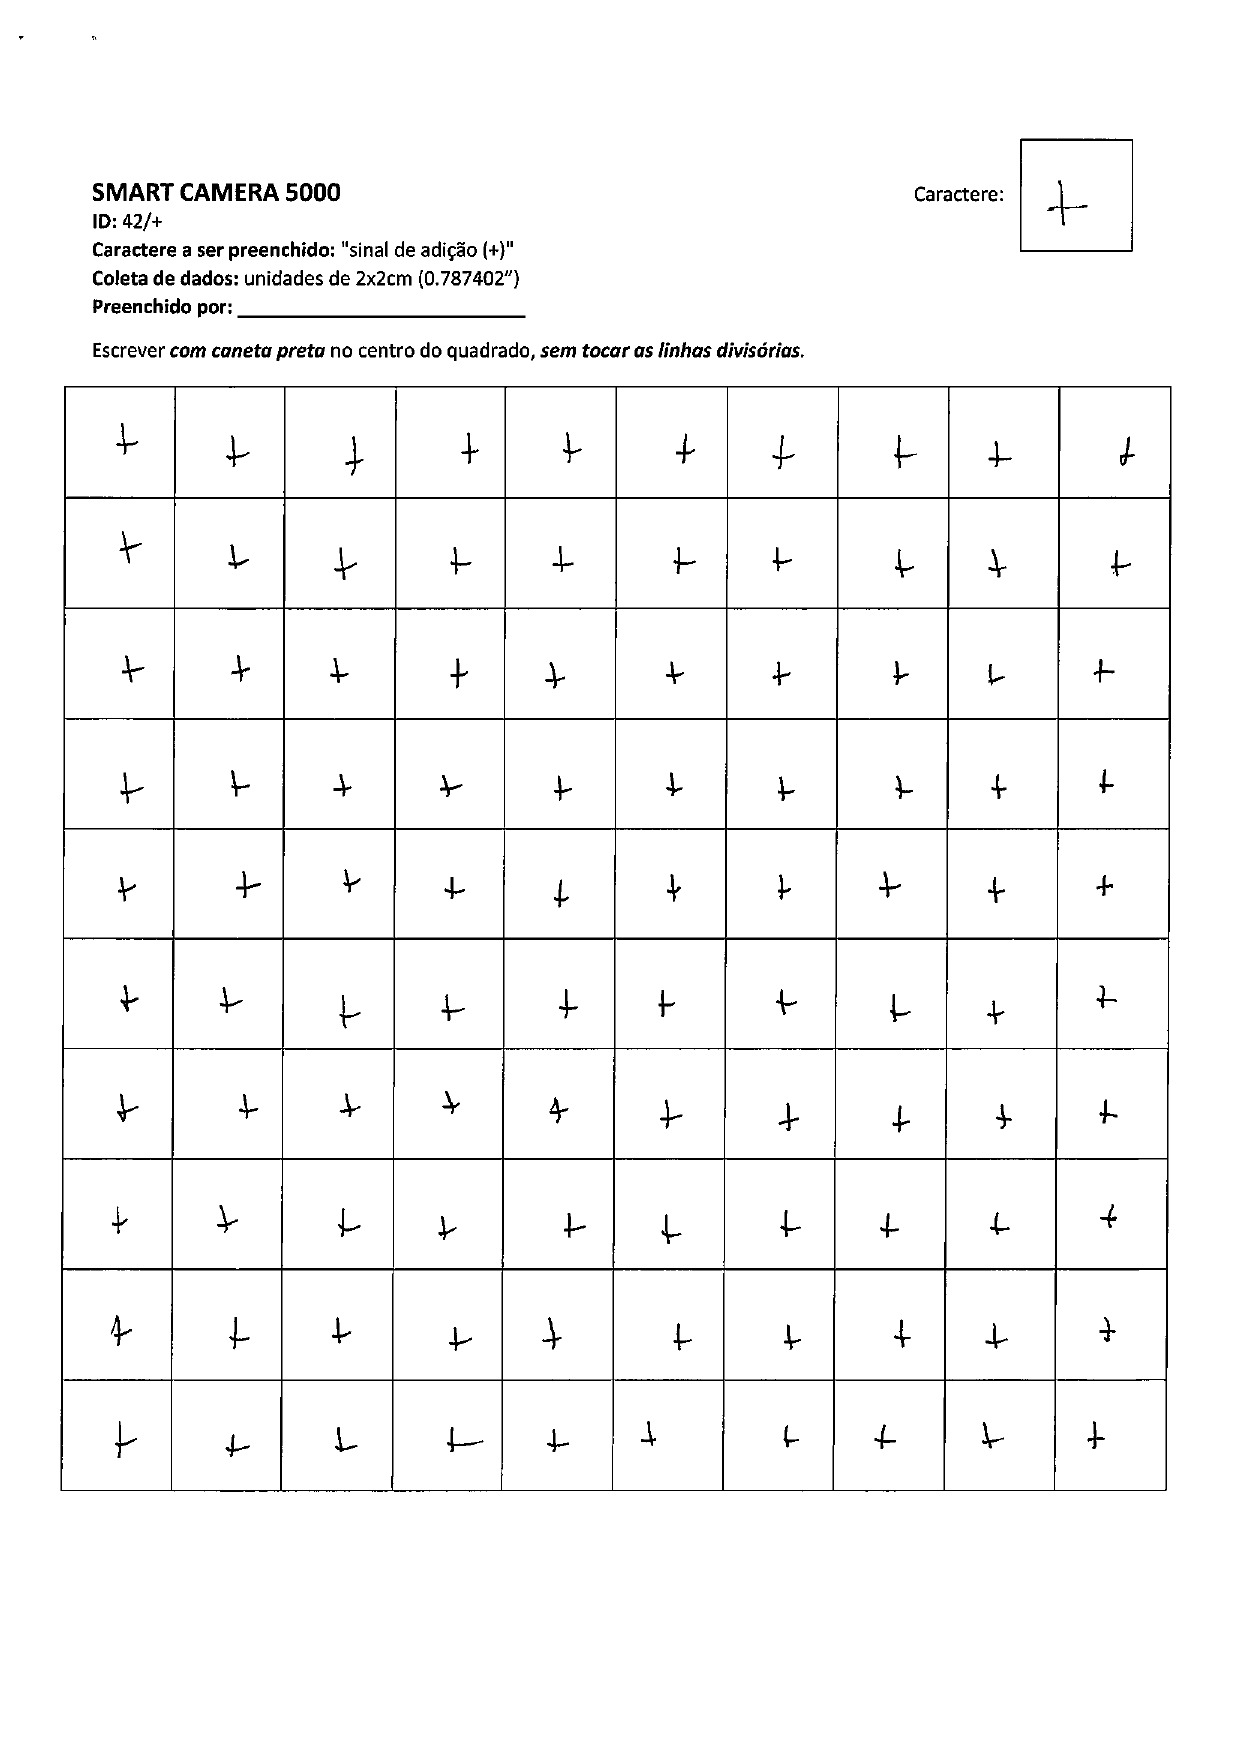 SMART CAMERA 5000
Caractere: +
ID: 42/+
Caractere a ser preenchido: "sinal de adição (+)"
Coleta de dados: unidades de 2x2cm (0.787402")
Preenchido por: ___________________________
Escrever com caneta preta no centro do quadrado, sem tocar as linhas divisórias.
+ + + + + + + + + +
+ + + + + + + + + +
+ + + + + + + + + +
+ + + + + + + + + +
+ + + + + + + + + +
+ + + + + + + + + +
+ + + + + + + + + +
+ + + + + + + + + +
+ + + + + + + + + +
+ + + + + + + + + +